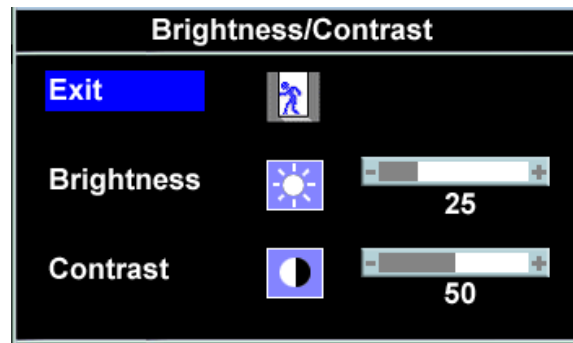 Brightness/Contrast
Exit
Brightness
- +
25
Contrast
- +
50